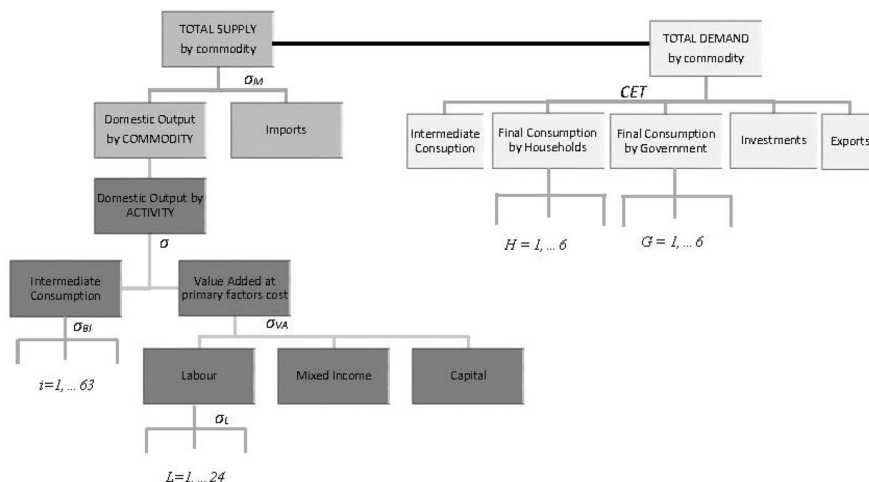 TOTAL SUPPLY
by commodity
TOTAL DEMAND
by commodity
σIM
CET
Domestic Output
by COMMODITY
Imports
Intermediate
Consuption
Final Consumption
by Households
Final Consumption
by Government
Investments
Exports
Domestic Output by
ACTIVITY
σ
H = 1, ... 6
G = 1, ... 6
Intermediate
Consumption
Value Added at
primary factors cost
σBI
σVA
i=1, ... 63
Labour
Mixed Income
Capital
σL
L=1, ... 24